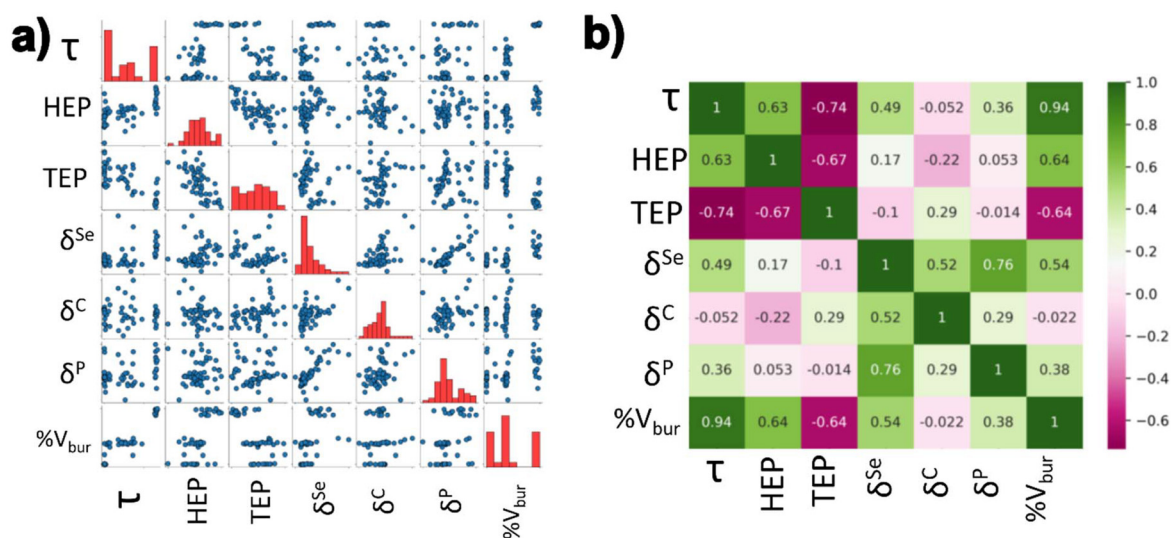 a)
τ
HEP
TEP
δSe
δC
δP
%Vbur
τ HEP TEP δSe δC δP %Vbur
b)
τ 1 0.63 -0.74 0.49 -0.052 0.36 0.94
HEP 0.63 1 -0.67 0.17 -0.22 0.053 0.64
TEP -0.74 -0.67 1 -0.1 0.29 -0.014 -0.64
δSe 0.49 0.17 -0.1 1 0.52 0.76 0.54
δC -0.052 -0.22 0.29 0.52 1 0.29 -0.022
δP 0.36 0.053 -0.014 0.76 0.29 1 0.38
%Vbur 0.94 0.64 -0.64 0.54 -0.022 0.38 1
τ HEP TEP δSe δC δP %Vbur
1.0
0.8
0.6
0.4
0.2
0.0
-0.2
-0.4
-0.6